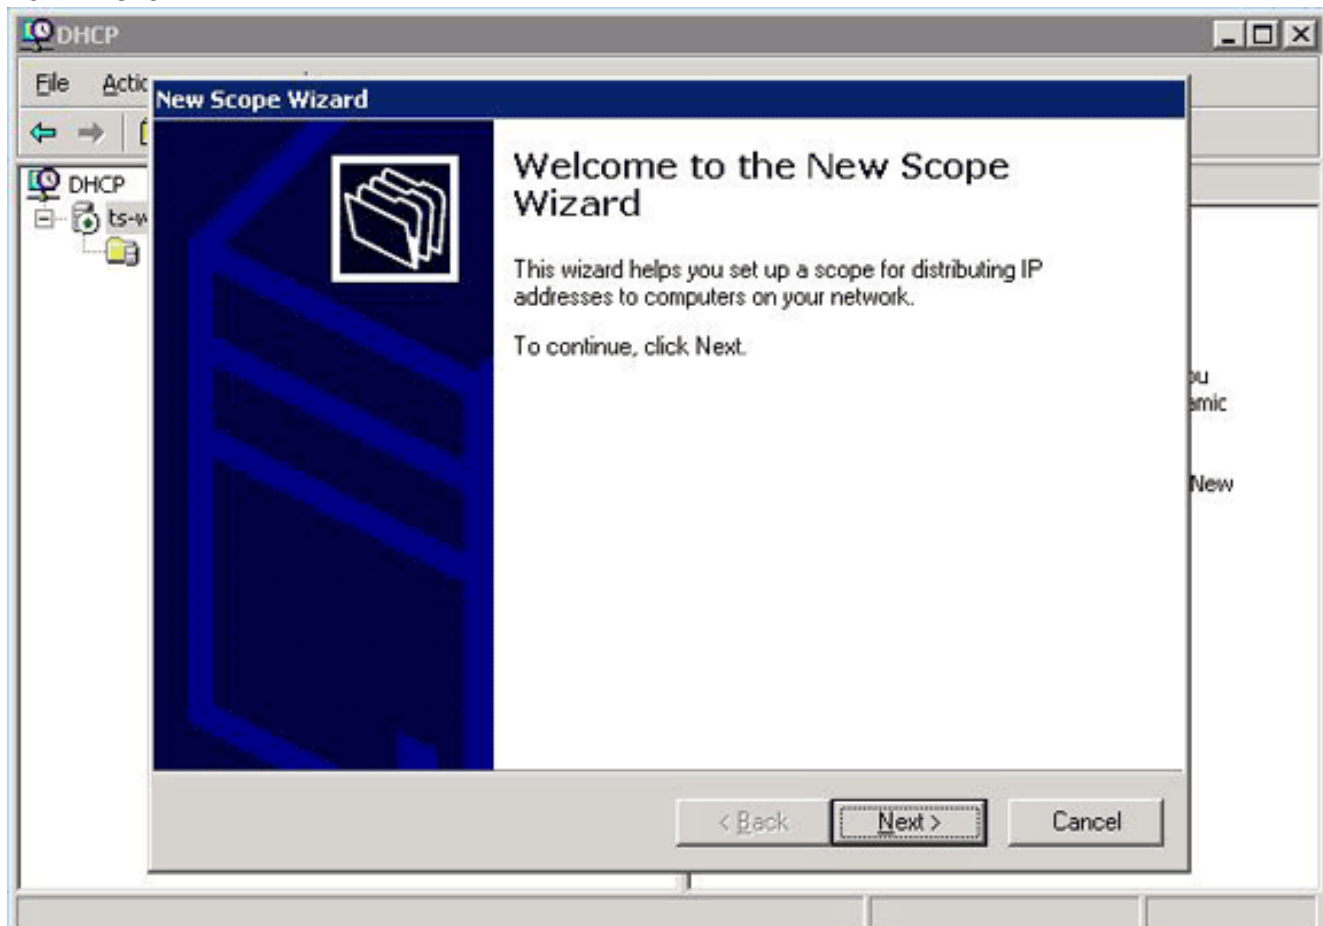 DHCP
File
New Scope Wizard
Welcome to the New Scope
Wizard
DHCP
This wizard helps you set up a scope for distributing IP
addresses to computers on your network.
To continue, click Next.
New
< Back Next > Cancel